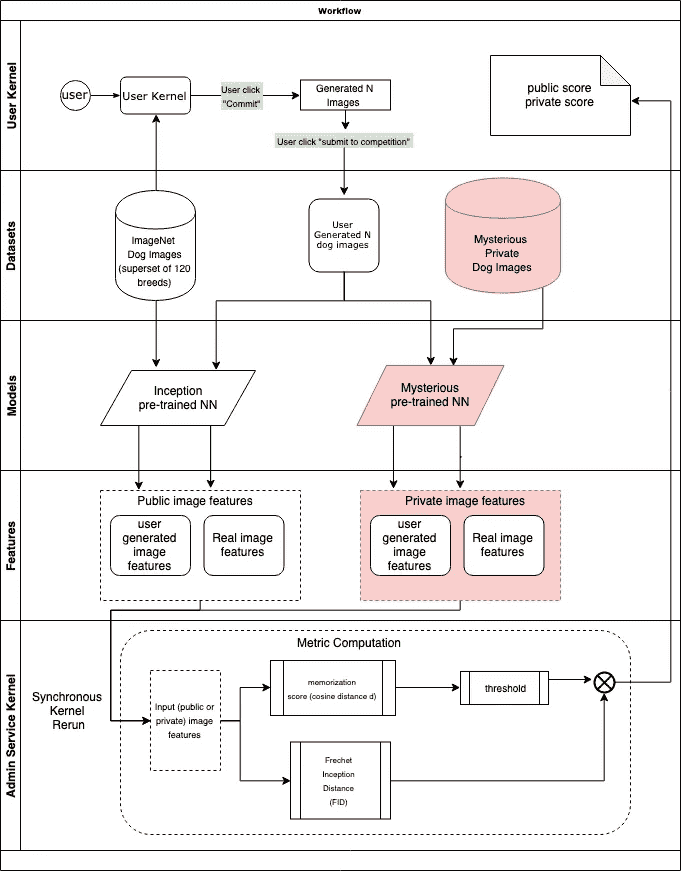 Workflow
User Kernel
user
User Kernel
User click
"Commit"
Generated N
Images
User click "submit to competition"
public score
private score
Datasets
ImageNet
Dog Images
(superset of 120
breeds)
User
Generated N
dog images
Mysterious
Private
Dog Images
Models
Inception
pre-trained NN
Mysterious
pre-trained NN
Features
Public image features
user
generated
image
features
Real image
features
Private image features
user
generated
image
features
Real image
features
Admin Service Kernel
Synchronous
Kernel
Rerun
Metric Computation
Input (public or
private) image
features
memorization
score (cosine distance d)
threshold
Frechet
Inception
Distance
(FID)